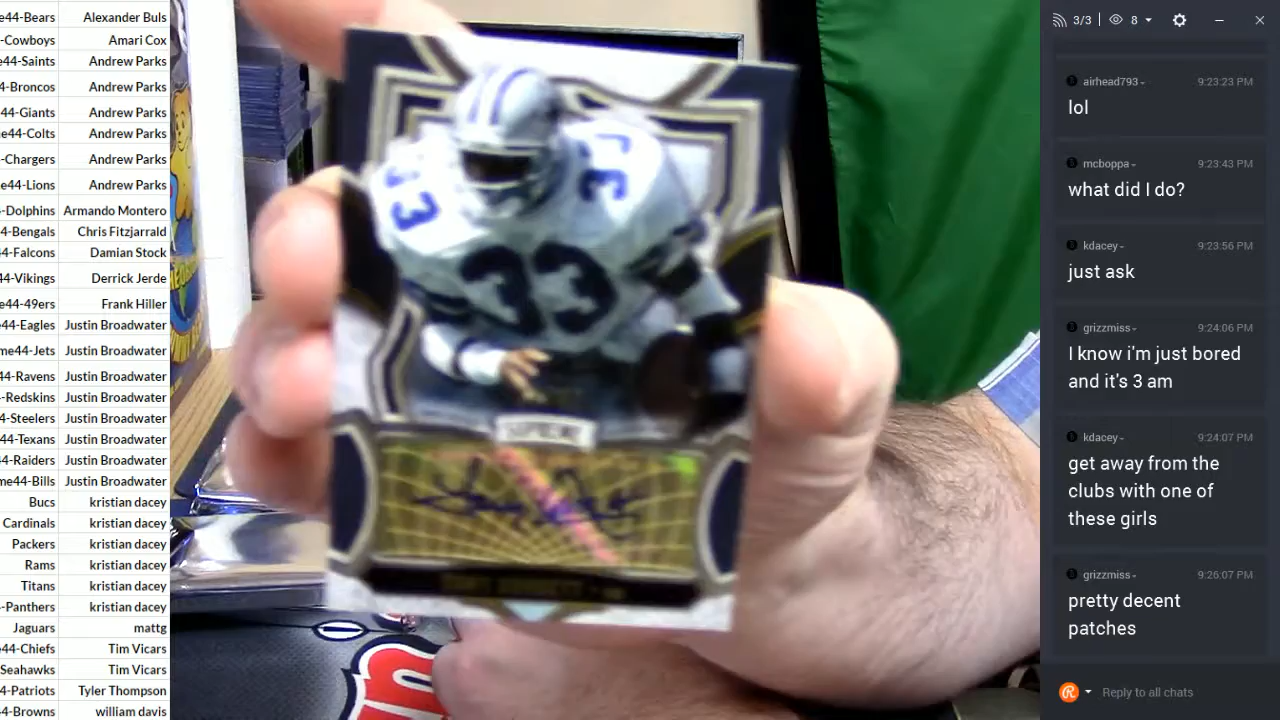 e44-Bears Alexander Buls
-Cowboys Amari Cox
e44-Saints Andrew Parks
-Broncos Andrew Parks
44-Giants Andrew Parks
ne44-Colts Andrew Parks
-Chargers Andrew Parks
e44-Lions Andrew Parks
-Dolphins Armando Montero
-Bengals Chris Fitzjarrald
-Falcons Damian Stock
44-Vikings Derrick Jerde
e44-49ers Frank Hiller
e44-Eagles Justin Broadwater
me44-Jets Justin Broadwater
44-Ravens Justin Broadwater
-Redskins Justin Broadwater
-Steelers Justin Broadwater
44-Texans Justin Broadwater
44-Raiders Justin Broadwater
me44-Bills Justin Broadwater
Bucs kristian dacey
Cardinals kristian dacey
Packers kristian dacey
Rams kristian dacey
Titans kristian dacey
-Panthers kristian dacey
Jaguars mattg
44-Chiefs Tim Vicars
Seahawks Tim Vicars
4-Patriots Tyler Thompson
4-Browns william davis
33
33
33
3/3 8
airhead793 9:23:23 PM
lol
mcboppa 9:23:43 PM
what did I do?
kdacey 9:23:56 PM
just ask
grizzmiss 9:24:06 PM
I know i'm just bored
and it's 3 am
kdacey 9:24:07 PM
get away from the
clubs with one of
these girls
grizzmiss 9:26:07 PM
pretty decent
patches
Reply to all chats